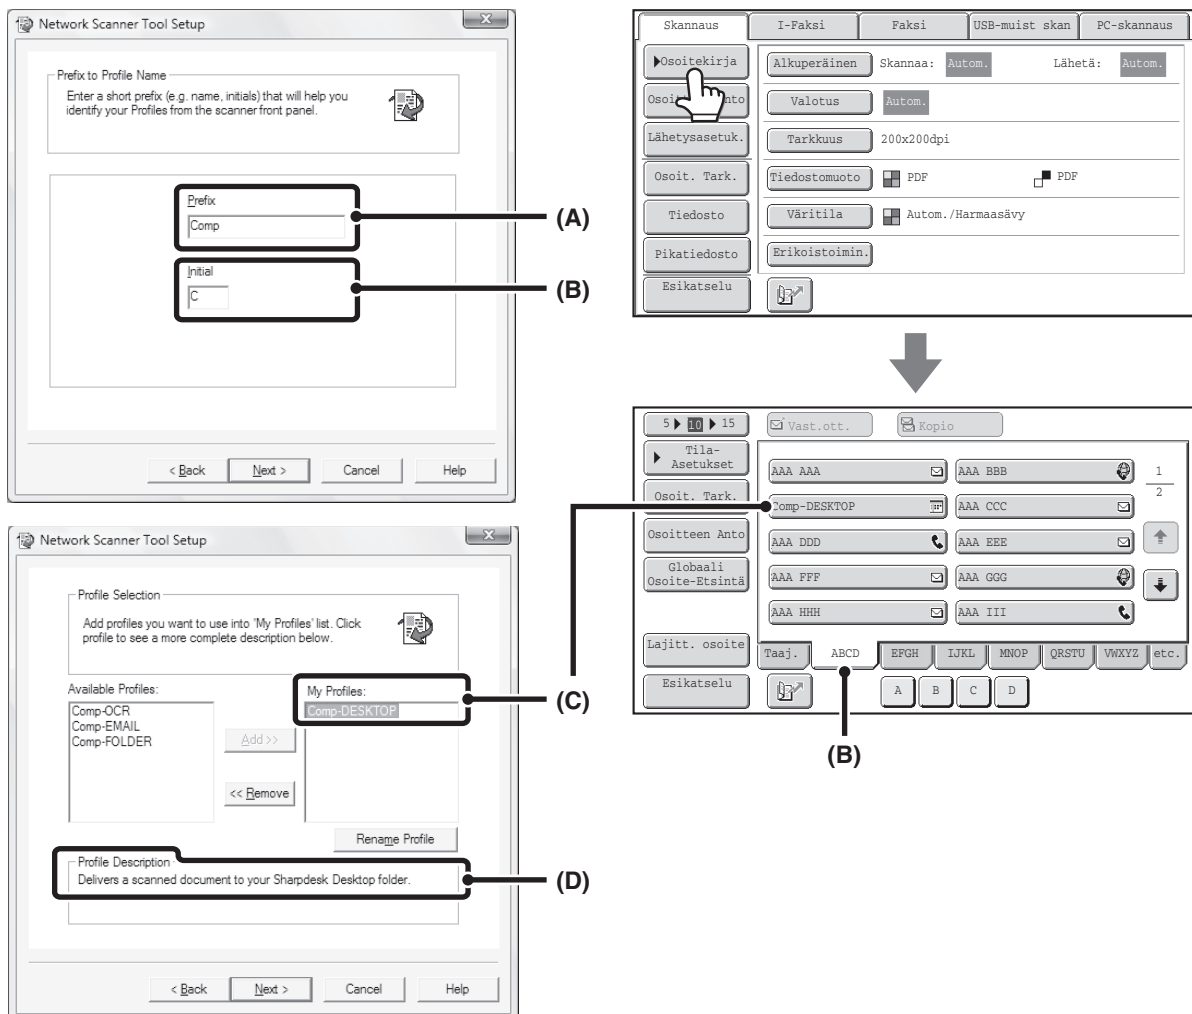 Network Scanner Tool Setup
Prefix to Profile Name
Enter a short prefix (e.g. name, initials) that will help you
identify your Profiles from the scanner front panel.
Prefix
Comp
(A)
Initial
C
(B)
< Back
Next >
Cancel
Help
Network Scanner Tool Setup
Profile Selection
Add profiles you want to use into 'My Profiles' list. Click
profile to see a more complete description below.
Available Profiles:
Comp-OCR
Comp-EMAIL
Comp-FOLDER
Add >>
<< Remove
My Profiles:
Comp-DESKTOP
(C)
Rename Profile
Profile Description
Delivers a scanned document to your Sharpdesk Desktop folder.
(D)
< Back
Next >
Cancel
Help
Skannaus
I-Faksi
Faksi
USB-muist skan
PC-skannaus
Osoitekirja
Lähetysasetuk.
Osoit. Tark.
Tiedosto
Pikatiedosto
Esikatselu
Alkuperäinen
Skannaa:
Autom.
Lähetä:
Autom.
Valotus
Autom.
Tarkkuus
200x200dpi
Tiedostomuoto
PDF
PDF
Väritila
Autom./Harmaasävy
Erikoistoimin.
5 10 15
Vast.ott.
Kopio
Tila-
Asetukset
Osoit. Tark.
Osoitteen Anto
Globaali
Osoite-Etsintä
Lajitt. osoite
Esikatselu
AAA AAA
AAA BBB
Comp-DESKTOP
AAA CCC
AAA DDD
AAA EEE
AAA FFF
AAA GGG
AAA HHH
AAA III
1
2
Taaj.
ABCD
EFGH
IJKL
MNOP
QRSTU
VWXYZ
etc.
A
B
C
D
(B)